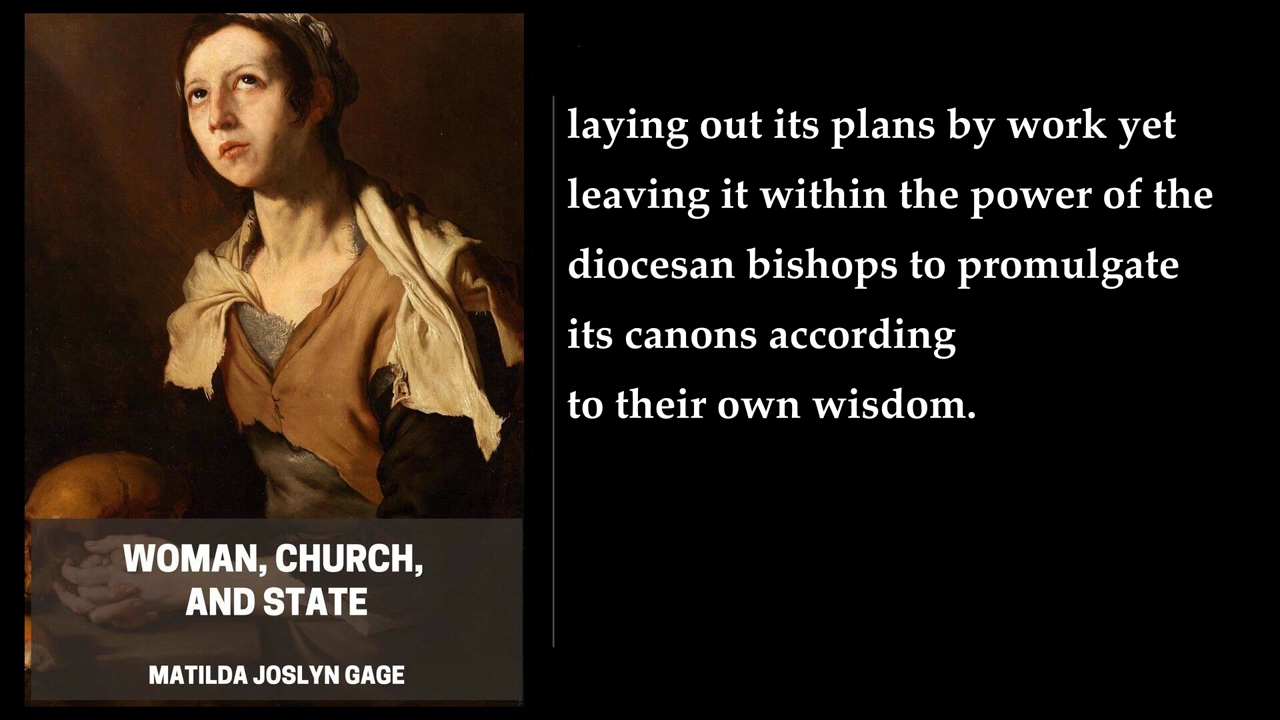 WOMAN, CHURCH,
AND STATE
MATILDA JOSLYN GAGE
laying out its plans by work yet
leaving it within the power of the
diocesan bishops to promulgate
its canons according
to their own wisdom.